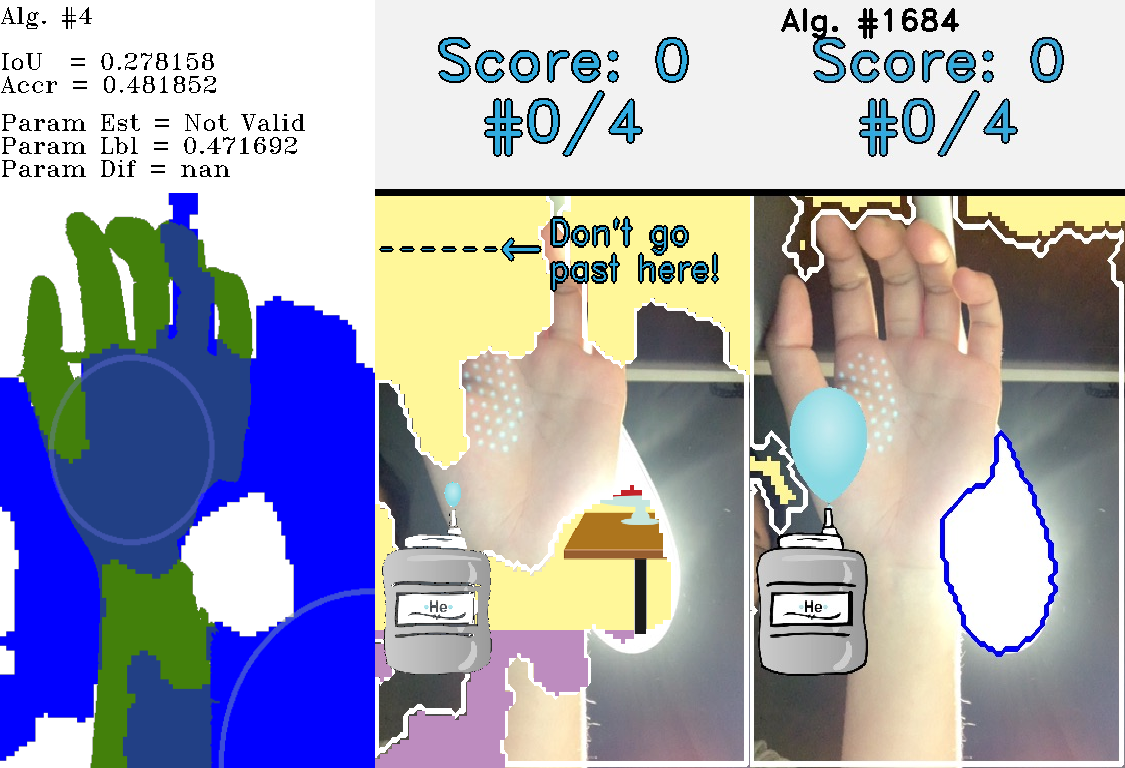 Alg. #4
IoU = 0.278158
Accr = 0.481852
Param Est = Not Valid
Param Lbl = 0.471692
Param Dif = nan
Score: 0
#0/4
Don't go
past here!
He
Alg. #1684
Score: 0
#0/4
He